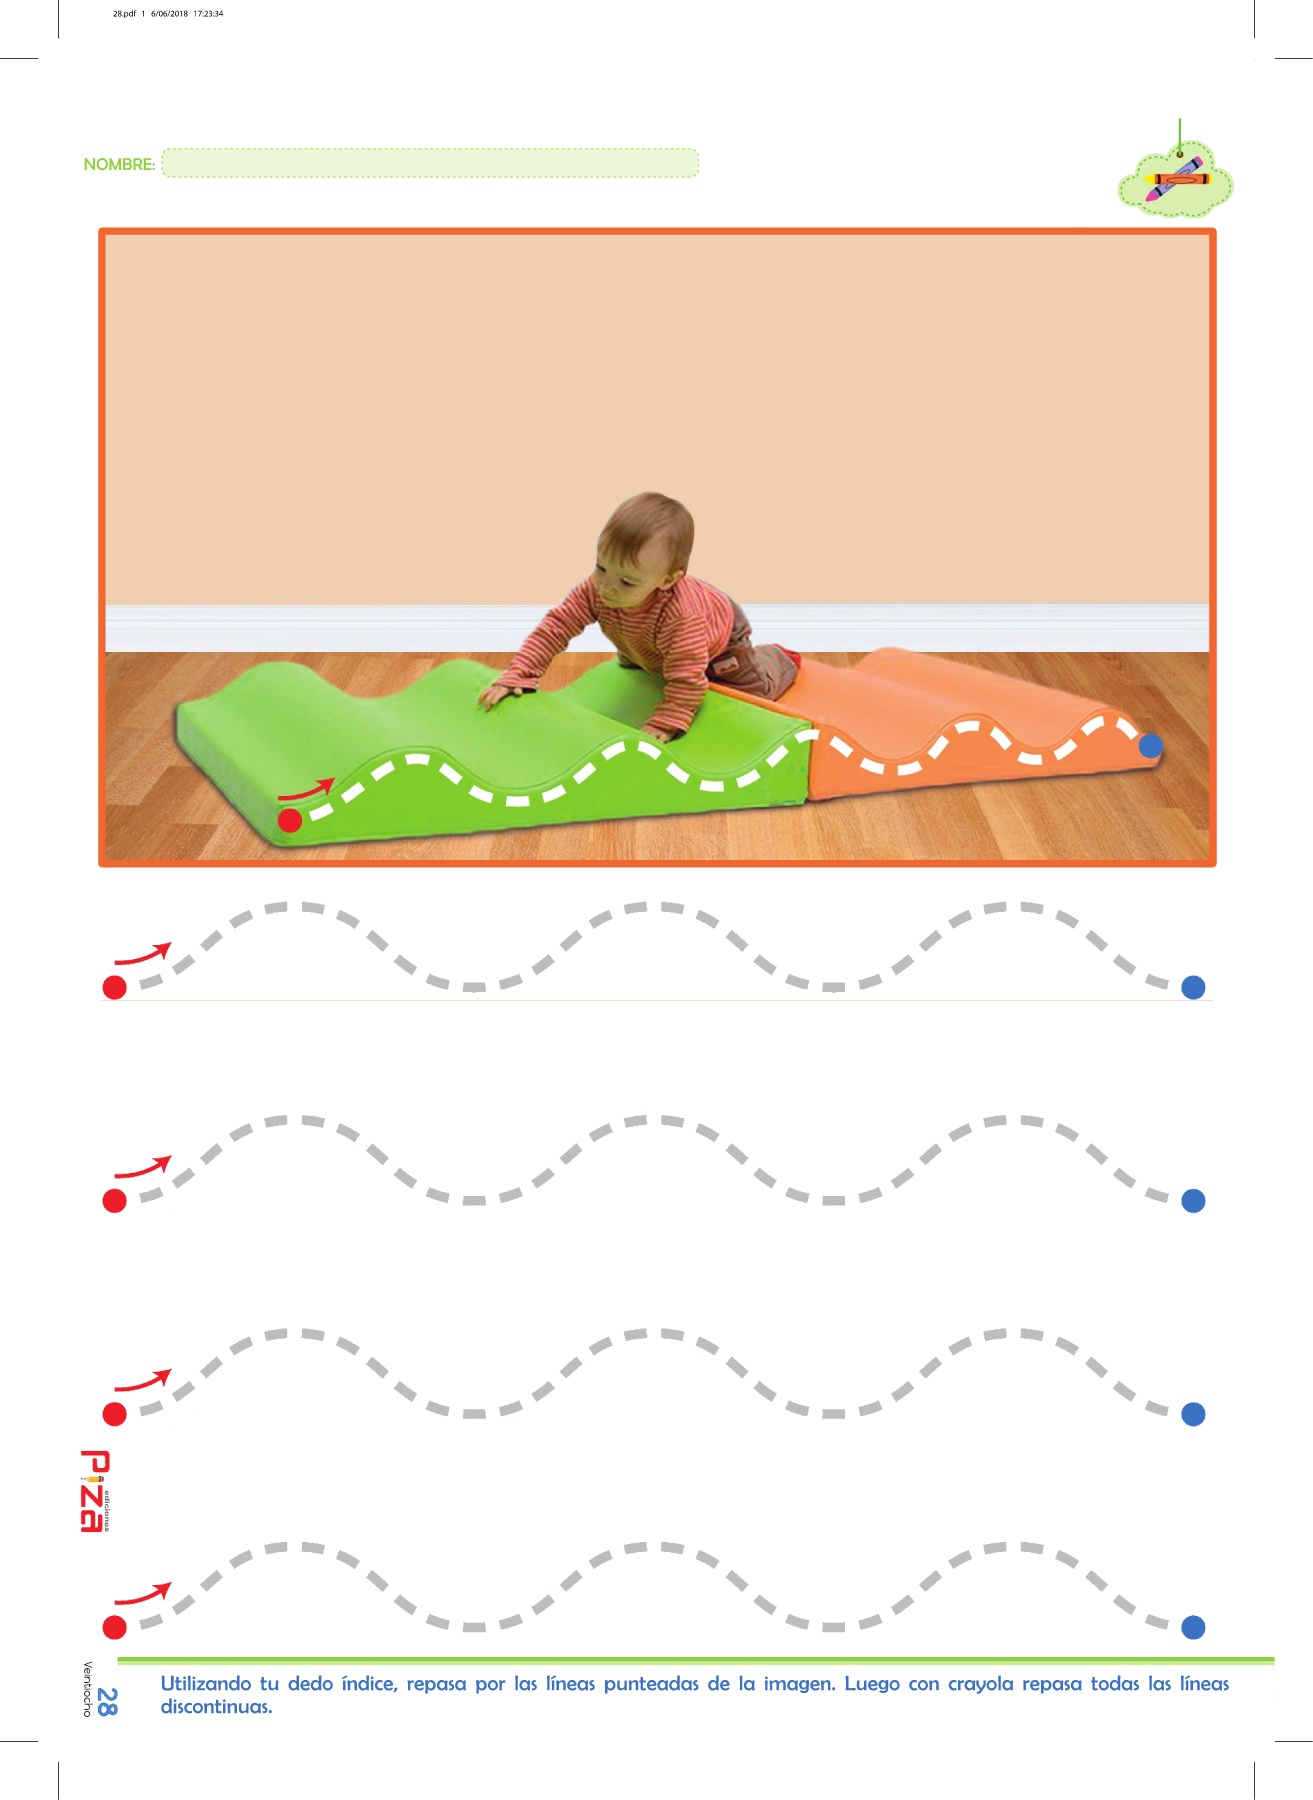 28.pdf 1 6/06/2018 17:23:34
NOMBRE:
PIZA
ediciones
Utilizando tu dedo índice, repasa por las líneas punteadas de la imagen. Luego con crayola repasa todas las líneas
discontinuas.
28
Veintiocho